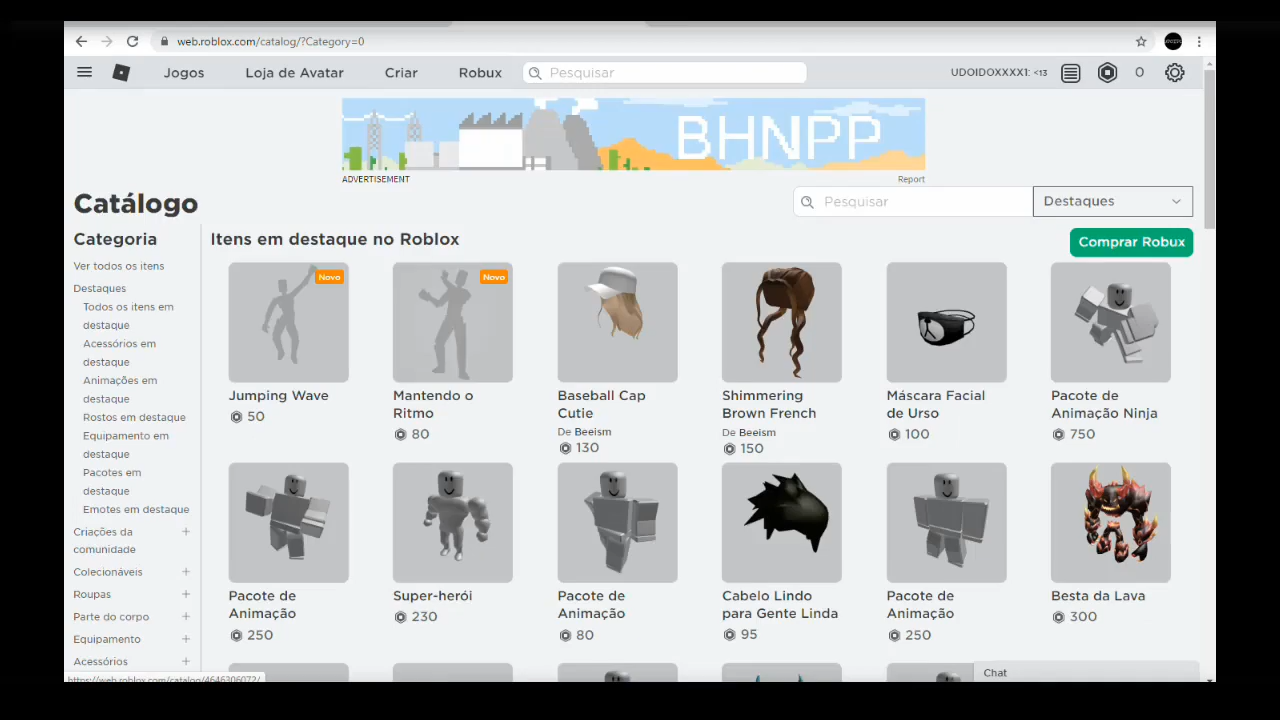 web.roblox.com/catalog/?Category=0
Jogos Loja de Avatar Criar Robux Pesquisar UDOIDOXXXX1: <13 0
BHNPP
ADVERTISEMENT Report
Catálogo Pesquisar Destaques
Categoria Itens em destaque no Roblox Comprar Robux
Ver todos os itens
Destaques
Todos os itens em
destaque
Acessórios em
destaque
Animações em
destaque
Rostos em destaque
Equipamento em
destaque
Pacotes em
destaque
Emotes em destaque
Criações da
comunidade
Colecionáveis
Roupas
Parte do corpo
Equipamento
Acessórios
Novo
Jumping Wave
50
Novo
Mantendo o
Ritmo
80
Baseball Cap
Cutie
De Beeism
130
Shimmering
Brown French
De Beeism
150
Máscara Facial
de Urso
100
Pacote de
Animação Ninja
750
Pacote de
Animação
250
Super-herói
230
Pacote de
Animação
80
Cabelo Lindo
para Gente Linda
95
Pacote de
Animação
250
Besta da Lava
300
Chat
https://web.roblox.com/catalog/4646306072/